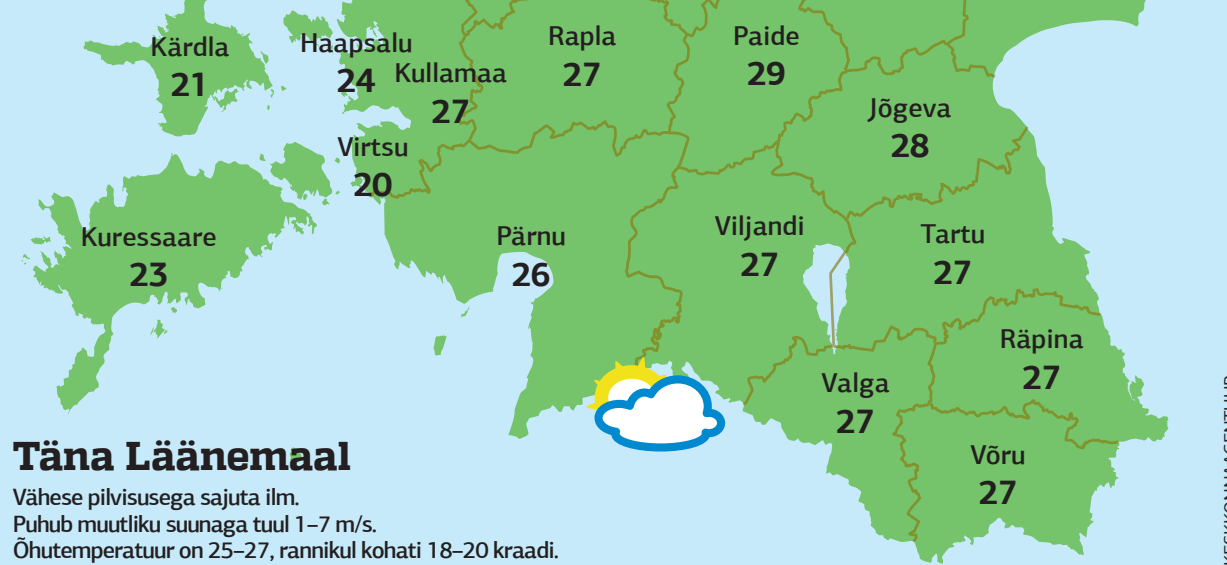 Kärdla
21
Haapsalu
24
Kullamaa
27
Rapla
27
Paide
29
Jõgeva
28
Virtsu
20
Kuressaare
23
Pärnu
26
Viljandi
27
Tartu
27
Räpina
27
Valga
27
Võru
27
Täna Läänemaal
Vähese pilvisusega sajuta ilm.
Puhub muutliku suunaga tuul 1–7 m/s.
Õhutemperatuur on 25–27, rannikul kohati 18–20 kraadi.